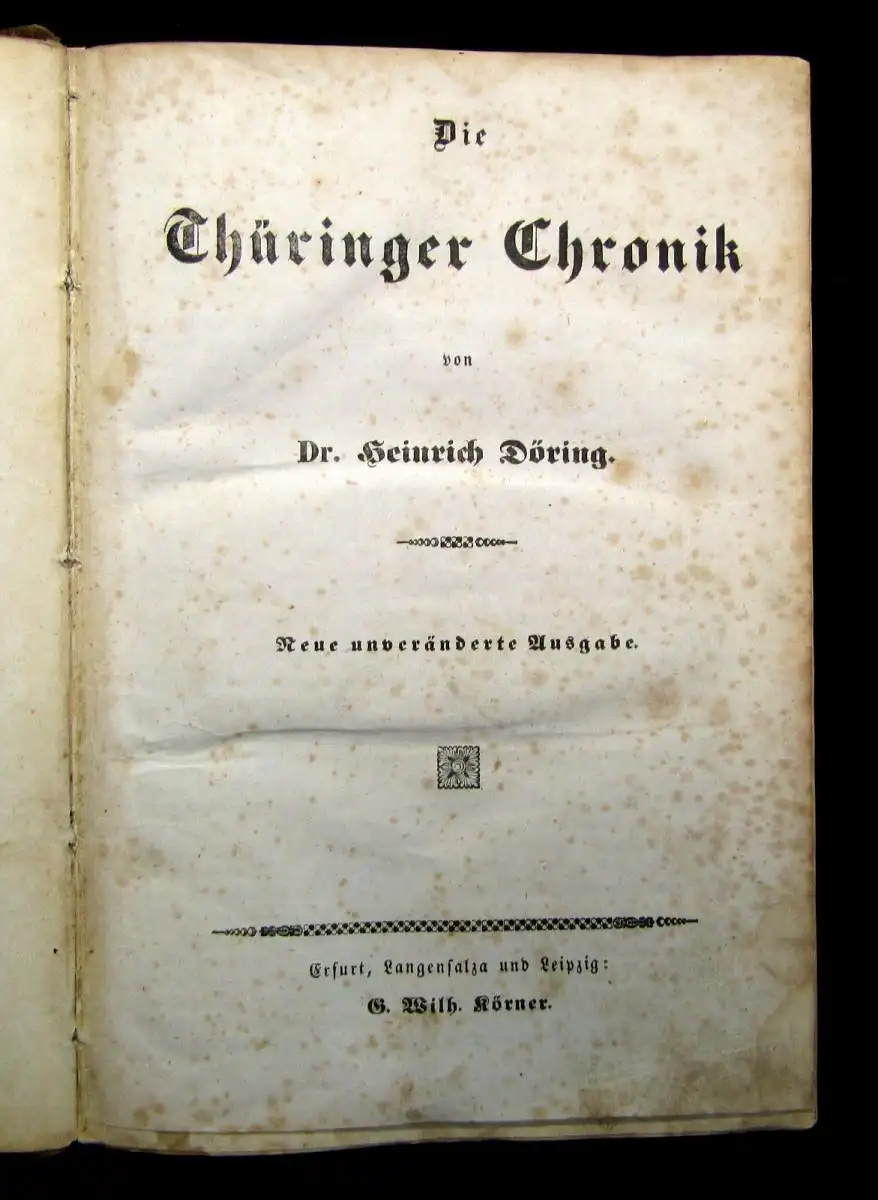 Die
Thüringer Chronik
von
Dr. Heinrich Döring.
Neue unveränderte Ausgabe.
Erfurt, Langenſalza und Leipzig:
G. Wilh. Körner.